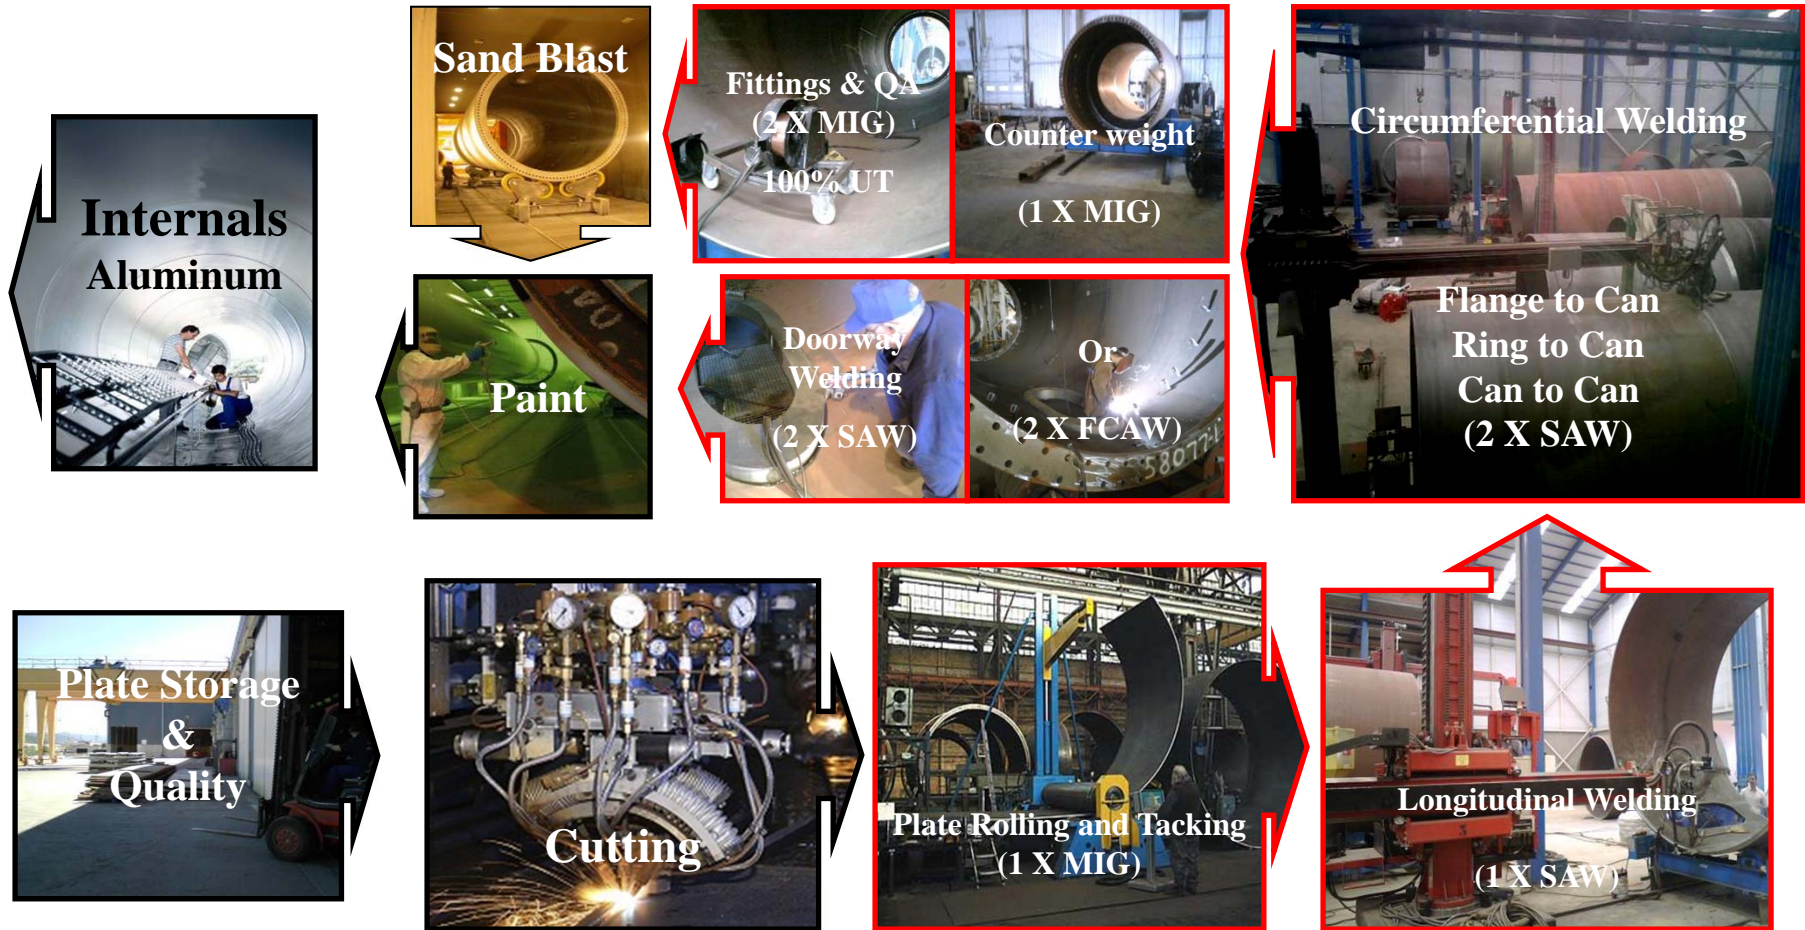 Sand Blast
Fittings & QA
(2 X MIG)
100% UT
Counter weight
(1 X MIG)
Circumferential Welding
Flange to Can
Ring to Can
Can to Can
(2 X SAW)
Internals
Aluminum
Paint
Doorway
Welding
(2 X SAW)
Or
(2 X FCAW)
58077-1
Plate Storage
&
Quality
Cutting
Plate Rolling and Tacking
(1 X MIG)
Longitudinal Welding
(1 X SAW)